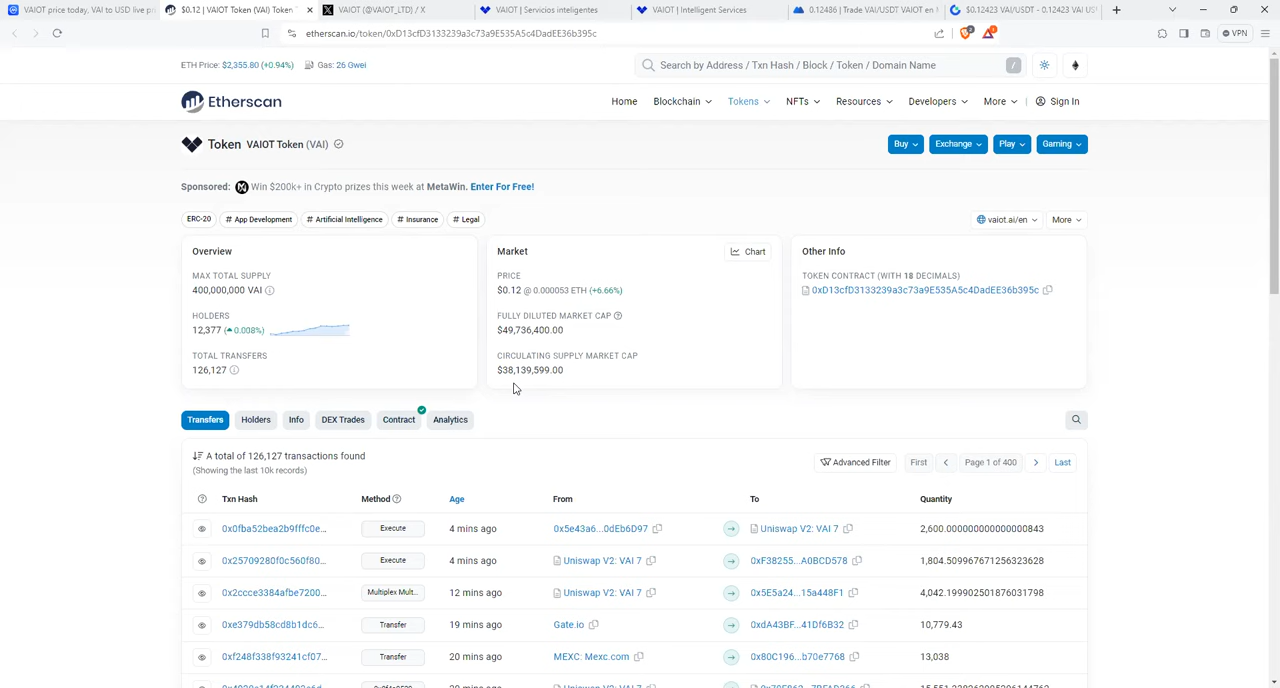 VAIOT price today, VAI to USD live pri
$0.12 | VAIOT Token (VAI) Token
VAIOT (@VAIOT_LTD) / X
VAIOT | Servicios inteligentes
VAIOT | Intelligent Services
0.12486 | Trade VAI/USDT VAIOT en
$0.12423 VAI/USDT - 0.12423 VAI US
etherscan.io/token/0xD13cfD3133239a3c73a9E535A5c4DadEE36b395c
VPN
ETH Price: $2,355.80 (+0.94%) Gas: 26 Gwei
Search by Address / Txn Hash / Block / Token / Domain Name
/
Etherscan
Home Blockchain Tokens NFTs Resources Developers More Sign In
Token VAIOT Token (VAI)
Buy Exchange Play Gaming
Sponsored: Win $200k+ in Crypto prizes this week at MetaWin. Enter For Free!
ERC-20 # App Development # Artificial Intelligence # Insurance # Legal
vaiot.ai/en More
Overview
MAX TOTAL SUPPLY
400,000,000 VAI
HOLDERS
12,377 (0.008%)
TOTAL TRANSFERS
126,127
Market
Chart
PRICE
$0.12 @ 0.000053 ETH (+6.66%)
FULLY DILUTED MARKET CAP
$49,736,400.00
CIRCULATING SUPPLY MARKET CAP
$38,139,599.00
Other Info
TOKEN CONTRACT (WITH 18 DECIMALS)
0xD13cfD3133239a3c73a9E535A5c4DadEE36b395c
Transfers Holders Info DEX Trades Contract Analytics
A total of 126,127 transactions found
(Showing the last 10k records)
Advanced Filter First Page 1 of 400 Last
Txn Hash Method Age From To Quantity
0x0fba52bea2b9fffc0e... Execute 4 mins ago 0x5e43a6...0dEb6D97 Uniswap V2: VAI 7 2,600.000000000000000843
0x25709280f0c560f80... Execute 4 mins ago Uniswap V2: VAI 7 0xF38255...A0BCD578 1,804.509967671256323628
0x2ccce3384afbe7200... Multiplex Mult... 12 mins ago Uniswap V2: VAI 7 0x5E5a24...15a448F1 4,042.199902501876031798
0xe379db58cd8b1dc6... Transfer 19 mins ago Gate.io 0xdA43BF...41Df6B32 10,779.43
0xf248f338f93241cf07... Transfer 20 mins ago MEXC: Mexc.com 0x80C196...b70e7768 13,038